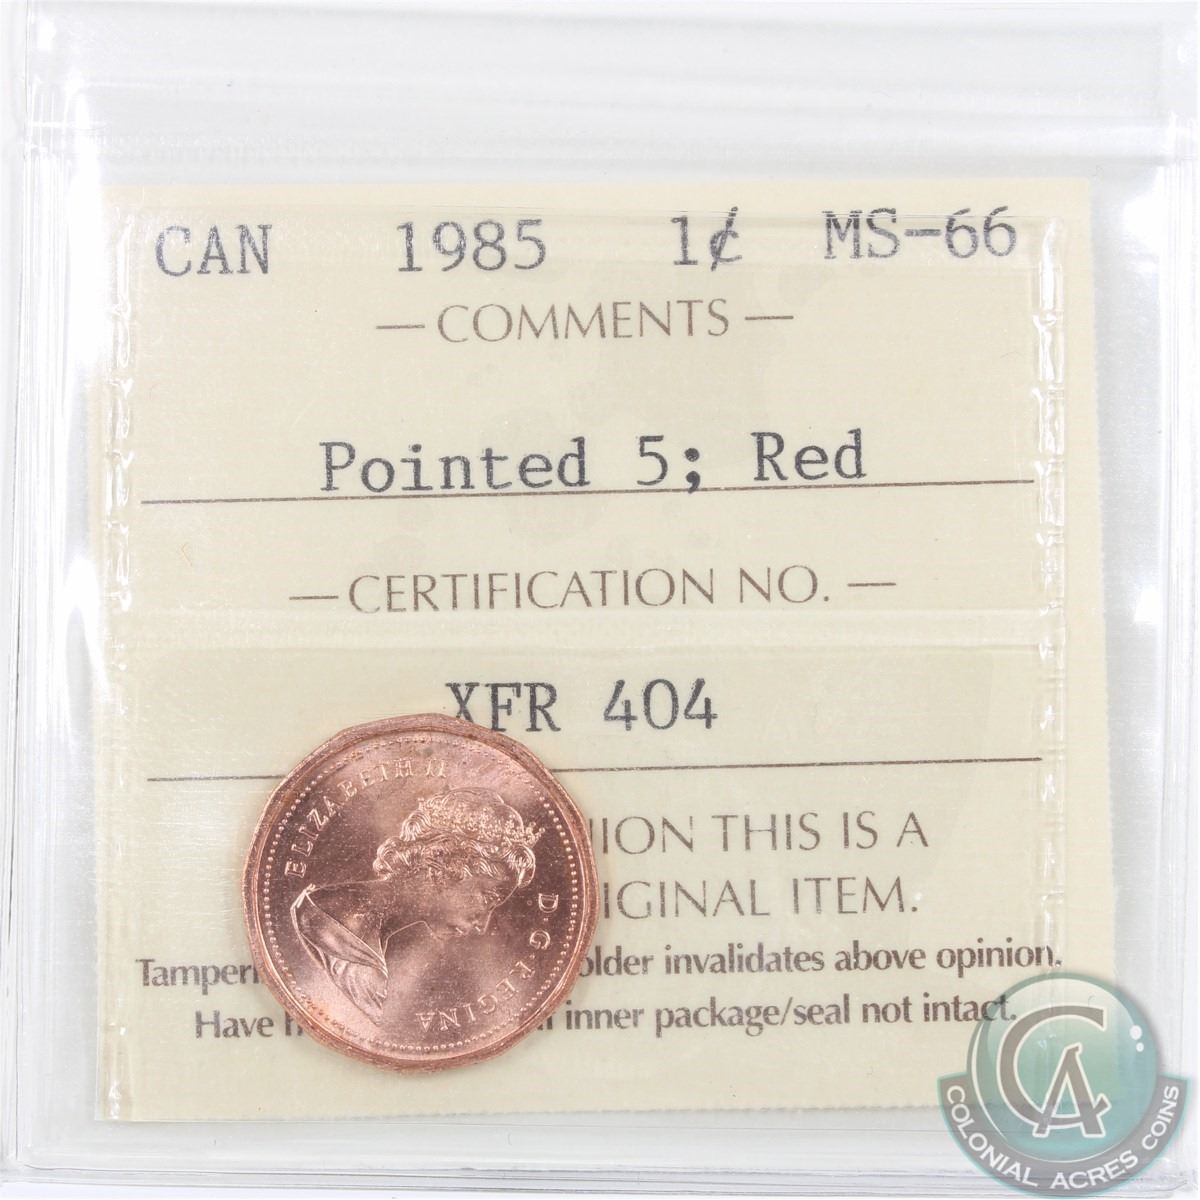 CAN 1985 1¢ MS-66
— COMMENTS —
Pointed 5; Red
— CERTIFICATION NO. —
XFR 404
ION THIS IS A
IGINAL ITEM.
Tamperi older invalidates above opinion.
Have inner package/seal not intact.
ELIZABETH II D·G·REGINA
CA
COLONIAL ACRES COINS